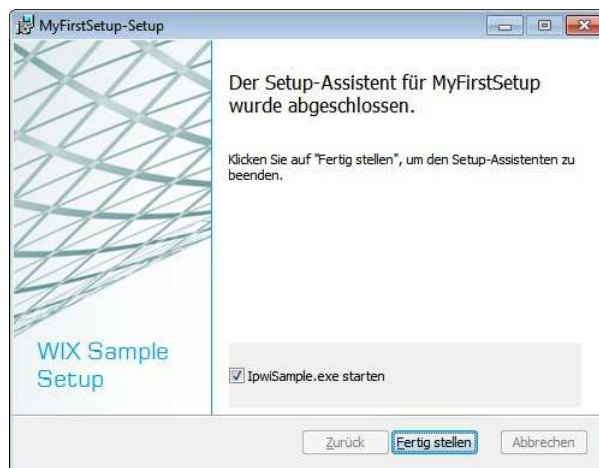 MyFirstSetup-Setup
Der Setup-Assistent für MyFirstSetup
wurde abgeschlossen.
Klicken Sie auf "Fertig stellen", um den Setup-Assistenten zu
beenden.
WIX Sample
Setup
IpwiSample.exe starten
Zurück
Fertig stellen
Abbrechen